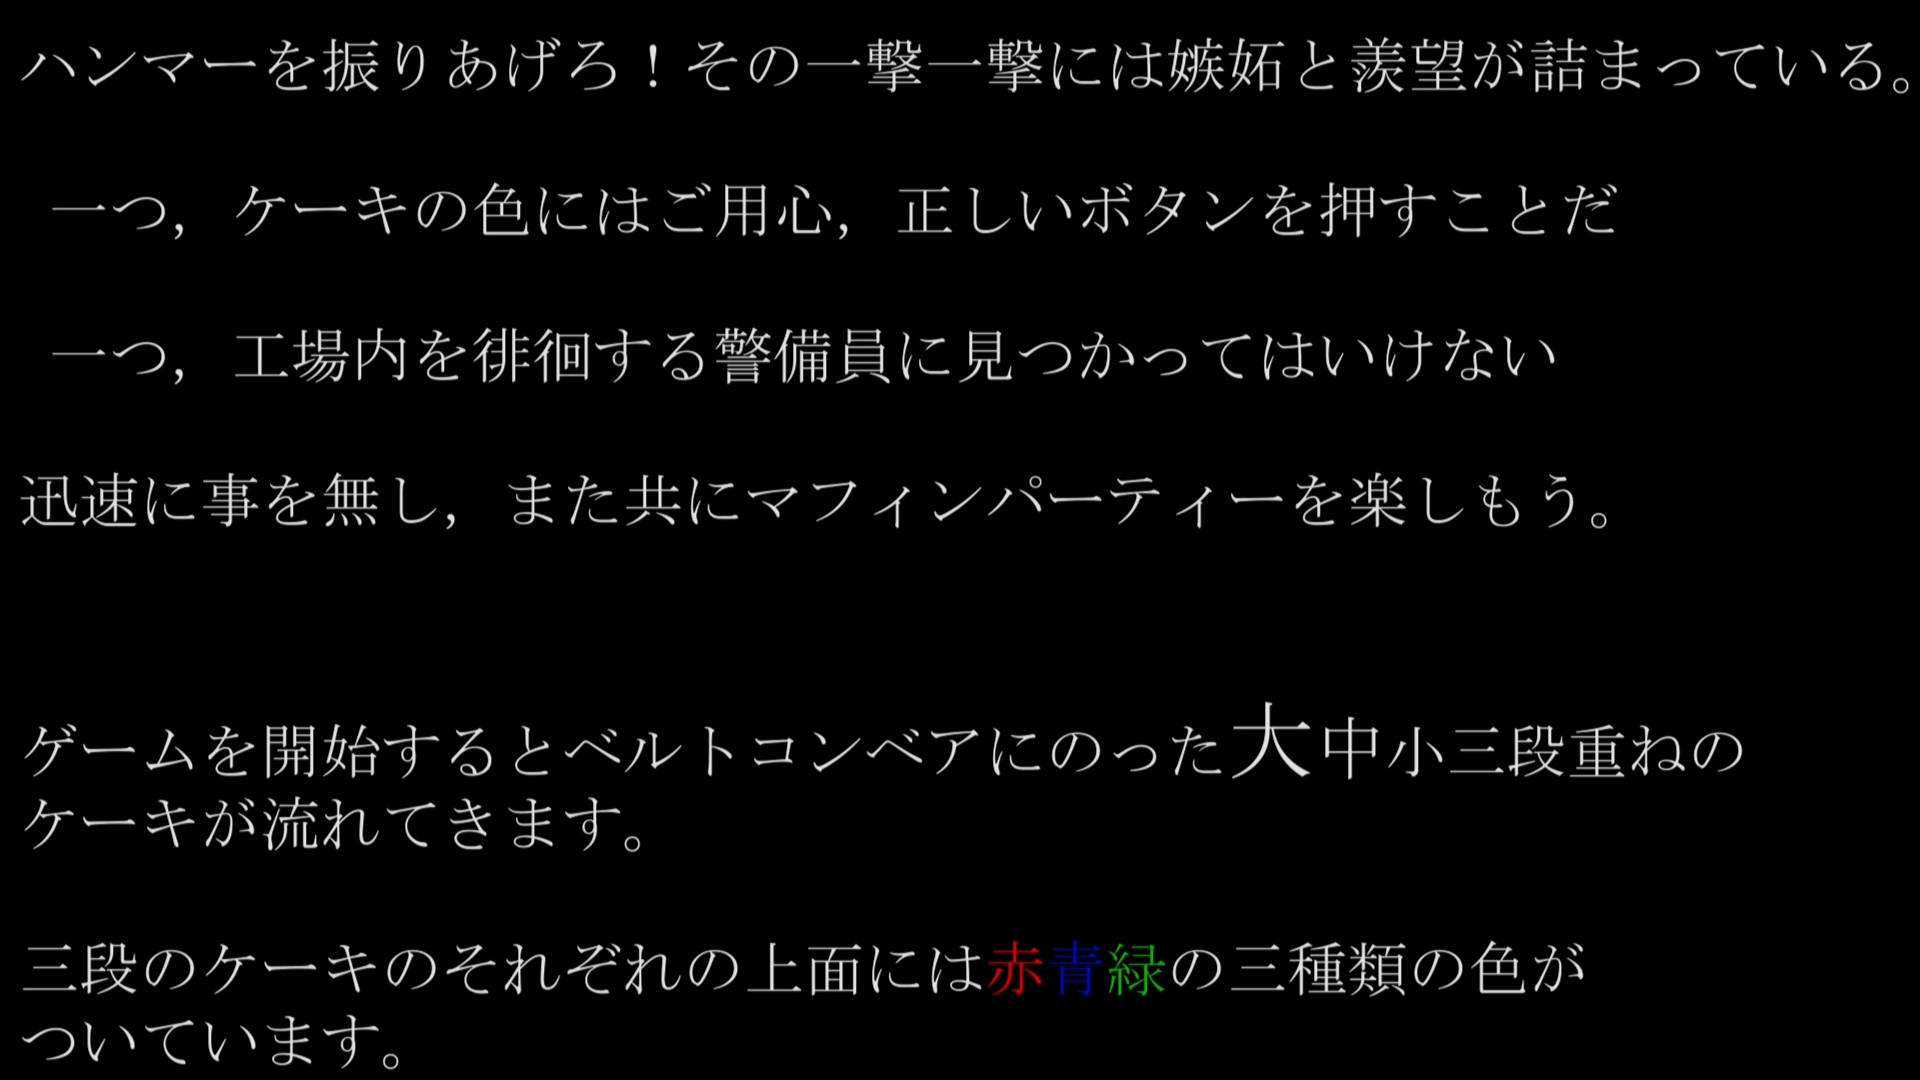 ハンマーを振りあげろ！その一撃一撃には嫉妬と羨望が詰まっている。
一つ，ケーキの色にはご用心，正しいボタンを押すことだ
一つ，工場内を徘徊する警備員に見つかってはいけない
迅速に事を無し，また共にマフィンパーティーを楽しもう。
ゲームを開始するとベルトコンベアにのった大中小三段重ねの
ケーキが流れてきます。
三段のケーキのそれぞれの上面には赤青緑の三種類の色が
ついています。